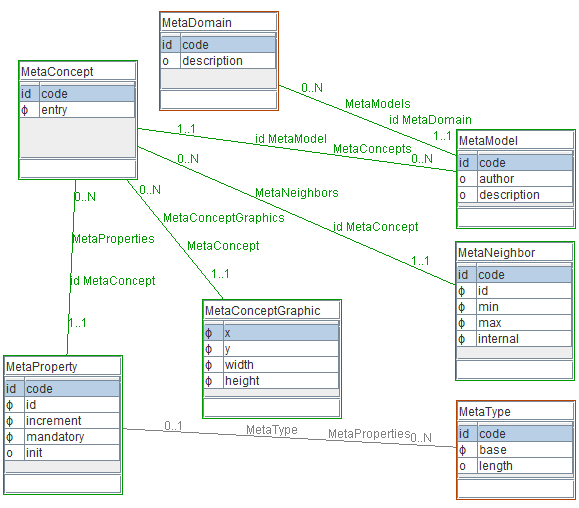 MetaDomain
id code
o description
MetaConcept
id code
ϕ entry
0..N
MetaModels
id MetaDomain
1..1
MetaModel
id code
o author
o description
1..1
id MetaModel
MetaConcepts
0..N
0..N
MetaNeighbors
id MetaConcept
1..1
MetaNeighbor
id code
ϕ id
ϕ min
ϕ max
ϕ internal
0..N
MetaConceptGraphics
MetaConcept
1..1
MetaConceptGraphic
ϕ x
ϕ y
ϕ width
ϕ height
0..N
MetaProperties
id MetaConcept
1..1
MetaProperty
id code
ϕ id
ϕ increment
ϕ mandatory
o init
0..1
MetaType
MetaProperties
0..N
MetaType
id code
ϕ base
o length